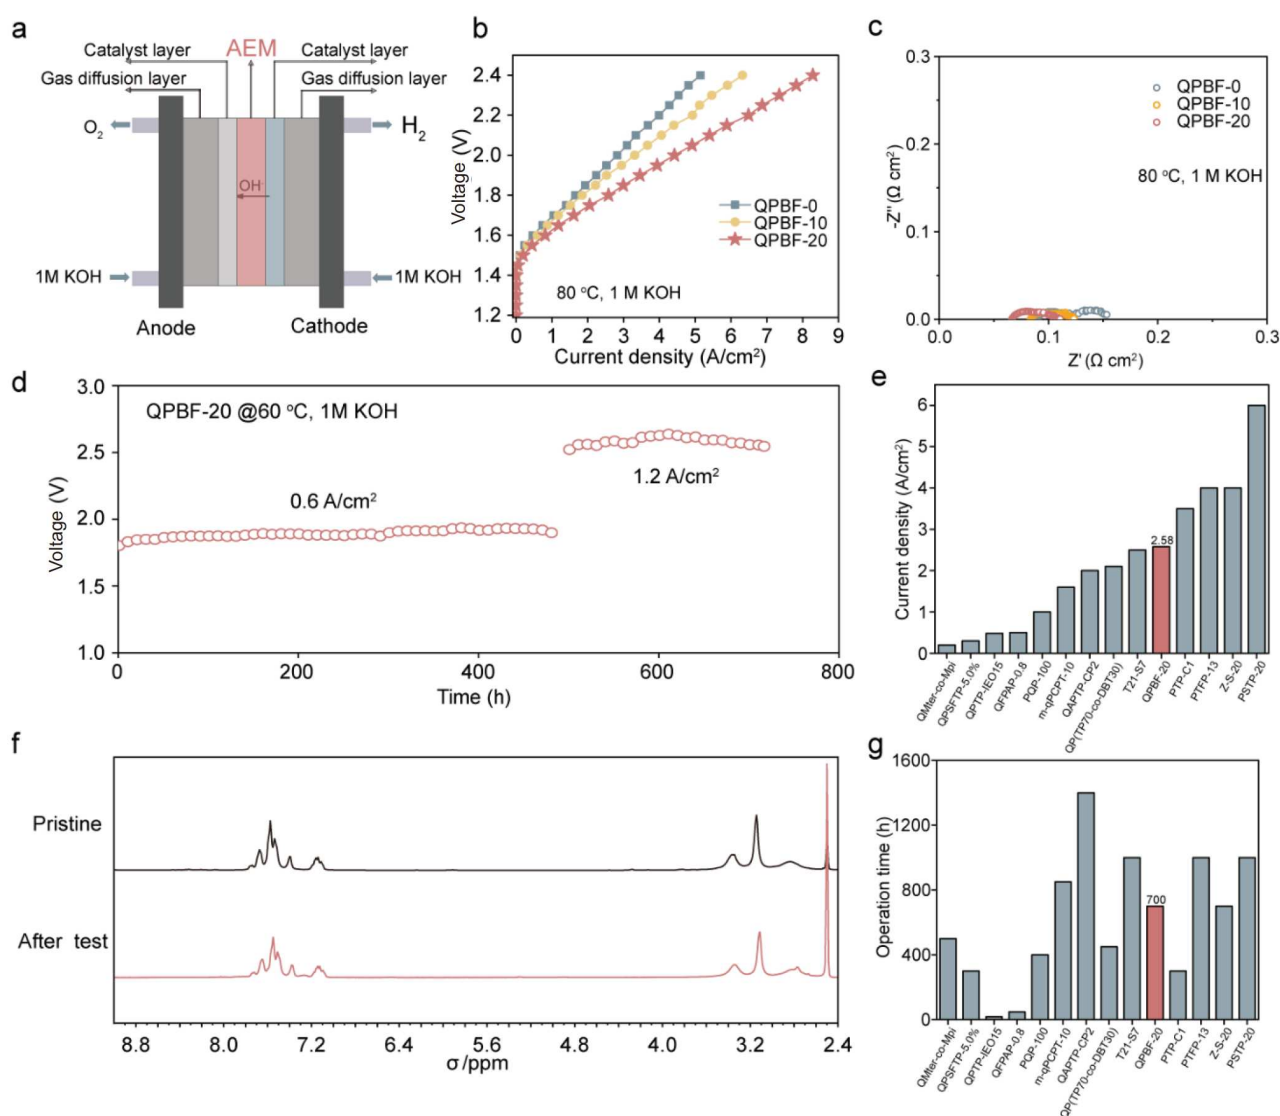 a
Catalyst layer
AEM
Catalyst layer
Gas diffusion layer
Gas diffusion layer
O2
H2
OH-
1M KOH
1M KOH
Anode
Cathode
b
2.4
2.2
2.0
1.8
1.6
1.4
1.2
Voltage (V)
QPBF-0
QPBF-10
QPBF-20
80 °C, 1 M KOH
0 1 2 3 4 5 6 7 8 9
Current density (A/cm²)
c
0.3
0.2
0.1
0.0
-Z'' (Ω cm²)
QPBF-0
QPBF-10
QPBF-20
80 °C, 1 M KOH
0.0 0.1 0.2 0.3
Z' (Ω cm²)
d
3.0
2.5
2.0
1.5
1.0
Voltage (V)
QPBF-20 @60 °C, 1M KOH
0.6 A/cm²
1.2 A/cm²
0 200 400 600 800
Time (h)
e
6
5
4
3
2
1
0
Current density (A/cm²)
2.58
QMter-co-Mpi
QPSFTP-5.0%
QPTP-IEO15
QFPAP-0.8
PQP-100
m-qPCPT-10
QAPTP-CP2
QP(TP70-co-DBT30)
T21-S7
QPBF-20
PTP-C1
PTFP-13
Z-S-20
PSTP-20
f
Pristine
After test
8.8 8.0 7.2 6.4 5.6 4.8 4.0 3.2 2.4
σ/ppm
g
1600
1200
800
400
0
Operation time (h)
700
QMter-co-Mpi
QPSFTP-5.0%
QPTP-IEO15
QFPAP-0.8
PQP-100
m-qPCPT-10
QAPTP-CP2
QP(TP70-co-DBT30)
T21-S7
QPBF-20
PTP-C1
PTFP-13
Z-S-20
PSTP-20